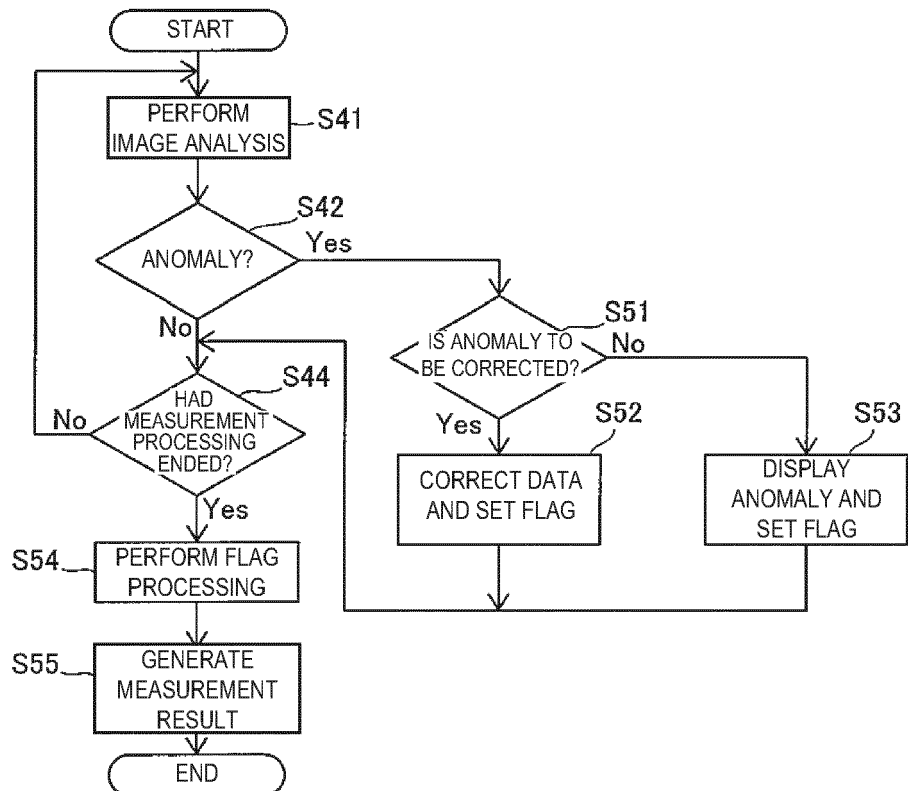 START
PERFORM
IMAGE ANALYSIS
S41
S42
ANOMALY?
Yes
No
S51
IS ANOMALY TO
BE CORRECTED?
No
Yes
S44
HAD
MEASUREMENT
PROCESSING
ENDED?
No
Yes
S52
CORRECT DATA
AND SET FLAG
S53
DISPLAY
ANOMALY AND
SET FLAG
S54
PERFORM FLAG
PROCESSING
S55
GENERATE
MEASUREMENT
RESULT
END